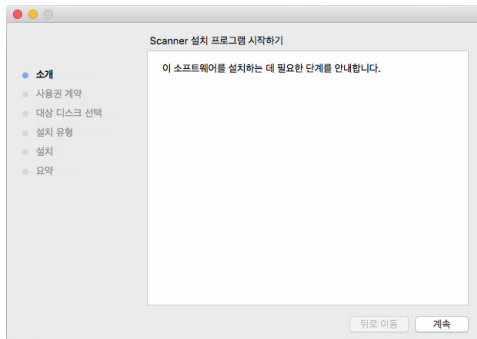 Scanner 설치 프로그램 시작하기
이 소프트웨어를 설치하는 데 필요한 단계를 안내합니다.
소개
사용권 계약
대상 디스크 선택
설치 유형
설치
요약
뒤로 이동
계속